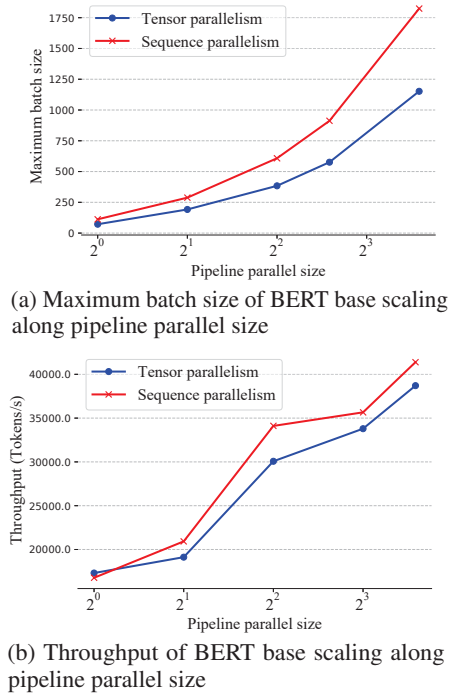 Tensor parallelism
Sequence parallelism
1750
1500
1250
1000
750
500
250
0
Maximum batch size
2^0 2^1 2^2 2^3
Pipeline parallel size
(a) Maximum batch size of BERT base scaling
along pipeline parallel size
Tensor parallelism
Sequence parallelism
40000.0
35000.0
30000.0
25000.0
20000.0
Throughput (Tokens/s)
2^0 2^1 2^2 2^3
Pipeline parallel size
(b) Throughput of BERT base scaling along
pipeline parallel size